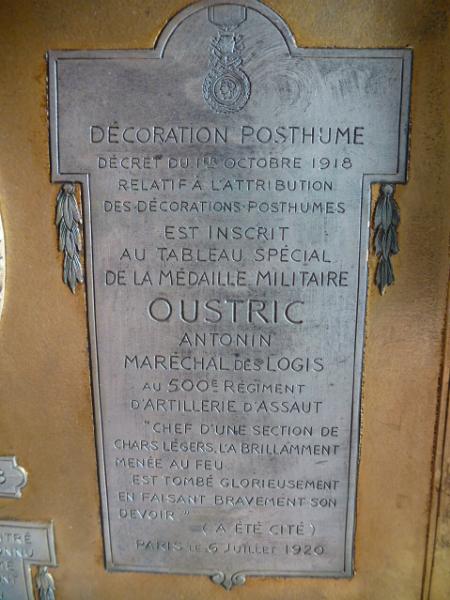 DÉCORATION POSTHUME
DÉCRET DU 1ER OCTOBRE 1918
RELATIF À L'ATTRIBUTION
DES DÉCORATIONS POSTHUMES
EST INSCRIT
AU TABLEAU SPÉCIAL
DE LA MÉDAILLE MILITAIRE
OUSTRIC
ANTONIN
MARÉCHAL DES LOGIS
AU 500E RÉGIMENT
D'ARTILLERIE D'ASSAUT
"CHEF D'UNE SECTION DE
CHARS LÉGERS, L'A BRILLAMMENT
MENÉE AU FEU
EST TOMBÉ GLORIEUSEMENT
EN FAISANT BRAVEMENT SON
DEVOIR"
(A ÉTÉ CITÉ)
PARIS LE 6 JUILLET 1920